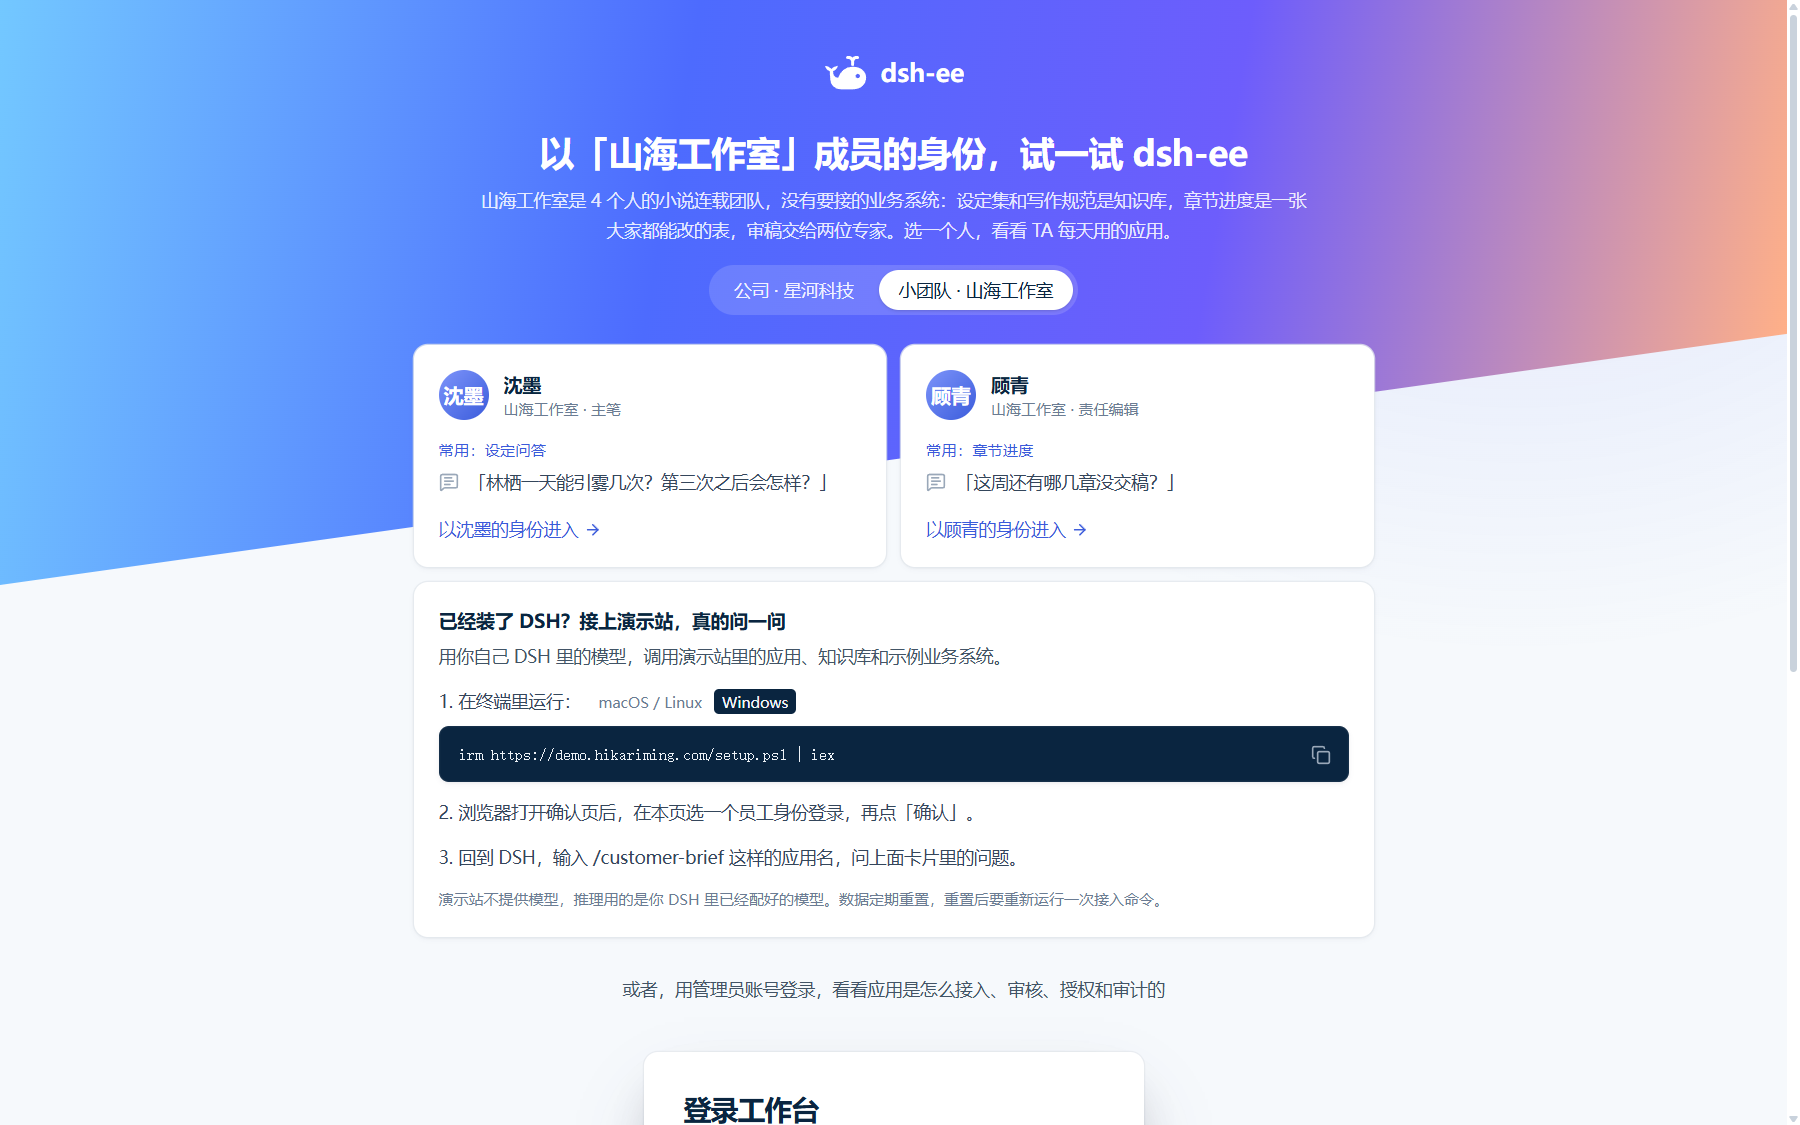 dsh-ee
以「山海工作室」成员的身份，试一试 dsh-ee
山海工作室是 4 个人的小说连载团队，没有要接的业务系统：设定集和写作规范是知识库，章节进度是一张
大家都能改的表，审稿交给两位专家。选一个人，看看 TA 每天用的应用。
公司 · 星河科技
小团队 · 山海工作室
沈墨
沈墨
山海工作室 · 主笔
常用：设定问答
「林栖一天能引雾几次？第三次之后会怎样？」
以沈墨的身份进入 →
顾青
顾青
山海工作室 · 责任编辑
常用：章节进度
「这周还有哪几章没交稿？」
以顾青的身份进入 →
已经装了 DSH？接上演示站，真的问一问
用你自己 DSH 里的模型，调用演示站里的应用、知识库和示例业务系统。
1. 在终端里运行： macOS / Linux Windows
irm https://demo.hikariming.com/setup.ps1 | iex
2. 浏览器打开确认页后，在本页选一个员工身份登录，再点「确认」。
3. 回到 DSH，输入 /customer-brief 这样的应用名，问上面卡片里的问题。
演示站不提供模型，推理用的是你 DSH 里已经配好的模型。数据定期重置，重置后要重新运行一次接入命令。
或者，用管理员账号登录，看看应用是怎么接入、审核、授权和审计的
登录工作台